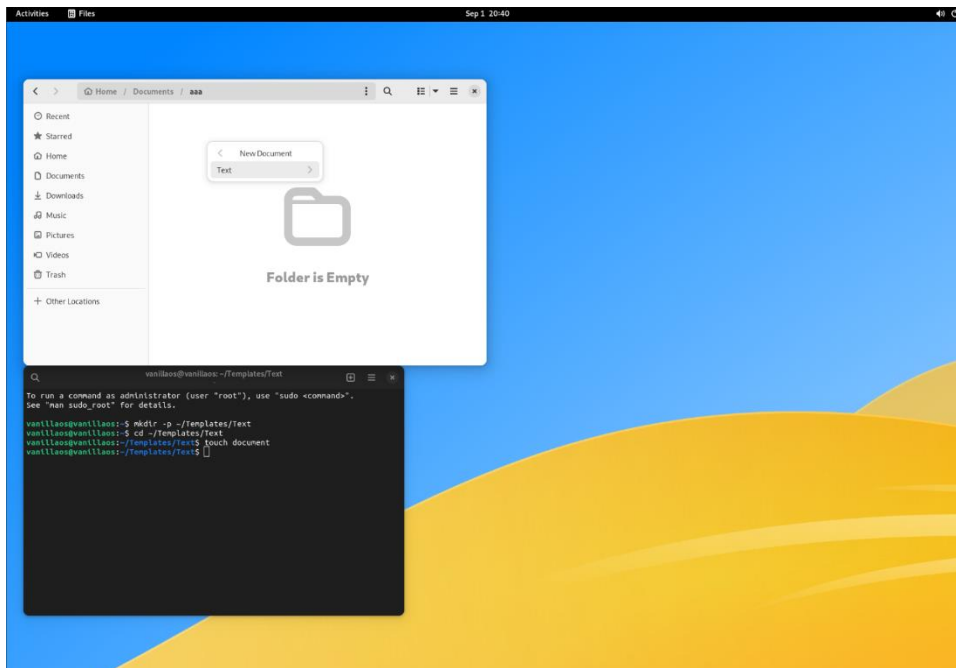 Activities Files Sep 1 20:40
Home / Documents / aaa
Recent
Starred
Home
Documents
Downloads
Music
Pictures
Videos
Trash
Other Locations
New Document
Text
Folder is Empty
vanillaos@vanillaos: ~/Templates/Text
To run a command as administrator (user "root"), use "sudo <command>".
See "man sudo_root" for details.
vanillaos@vanillaos:~$ mkdir -p ~/Templates/Text
vanillaos@vanillaos:~$ cd ~/Templates/Text
vanillaos@vanillaos:~/Templates/Text$ touch document
vanillaos@vanillaos:~/Templates/Text$